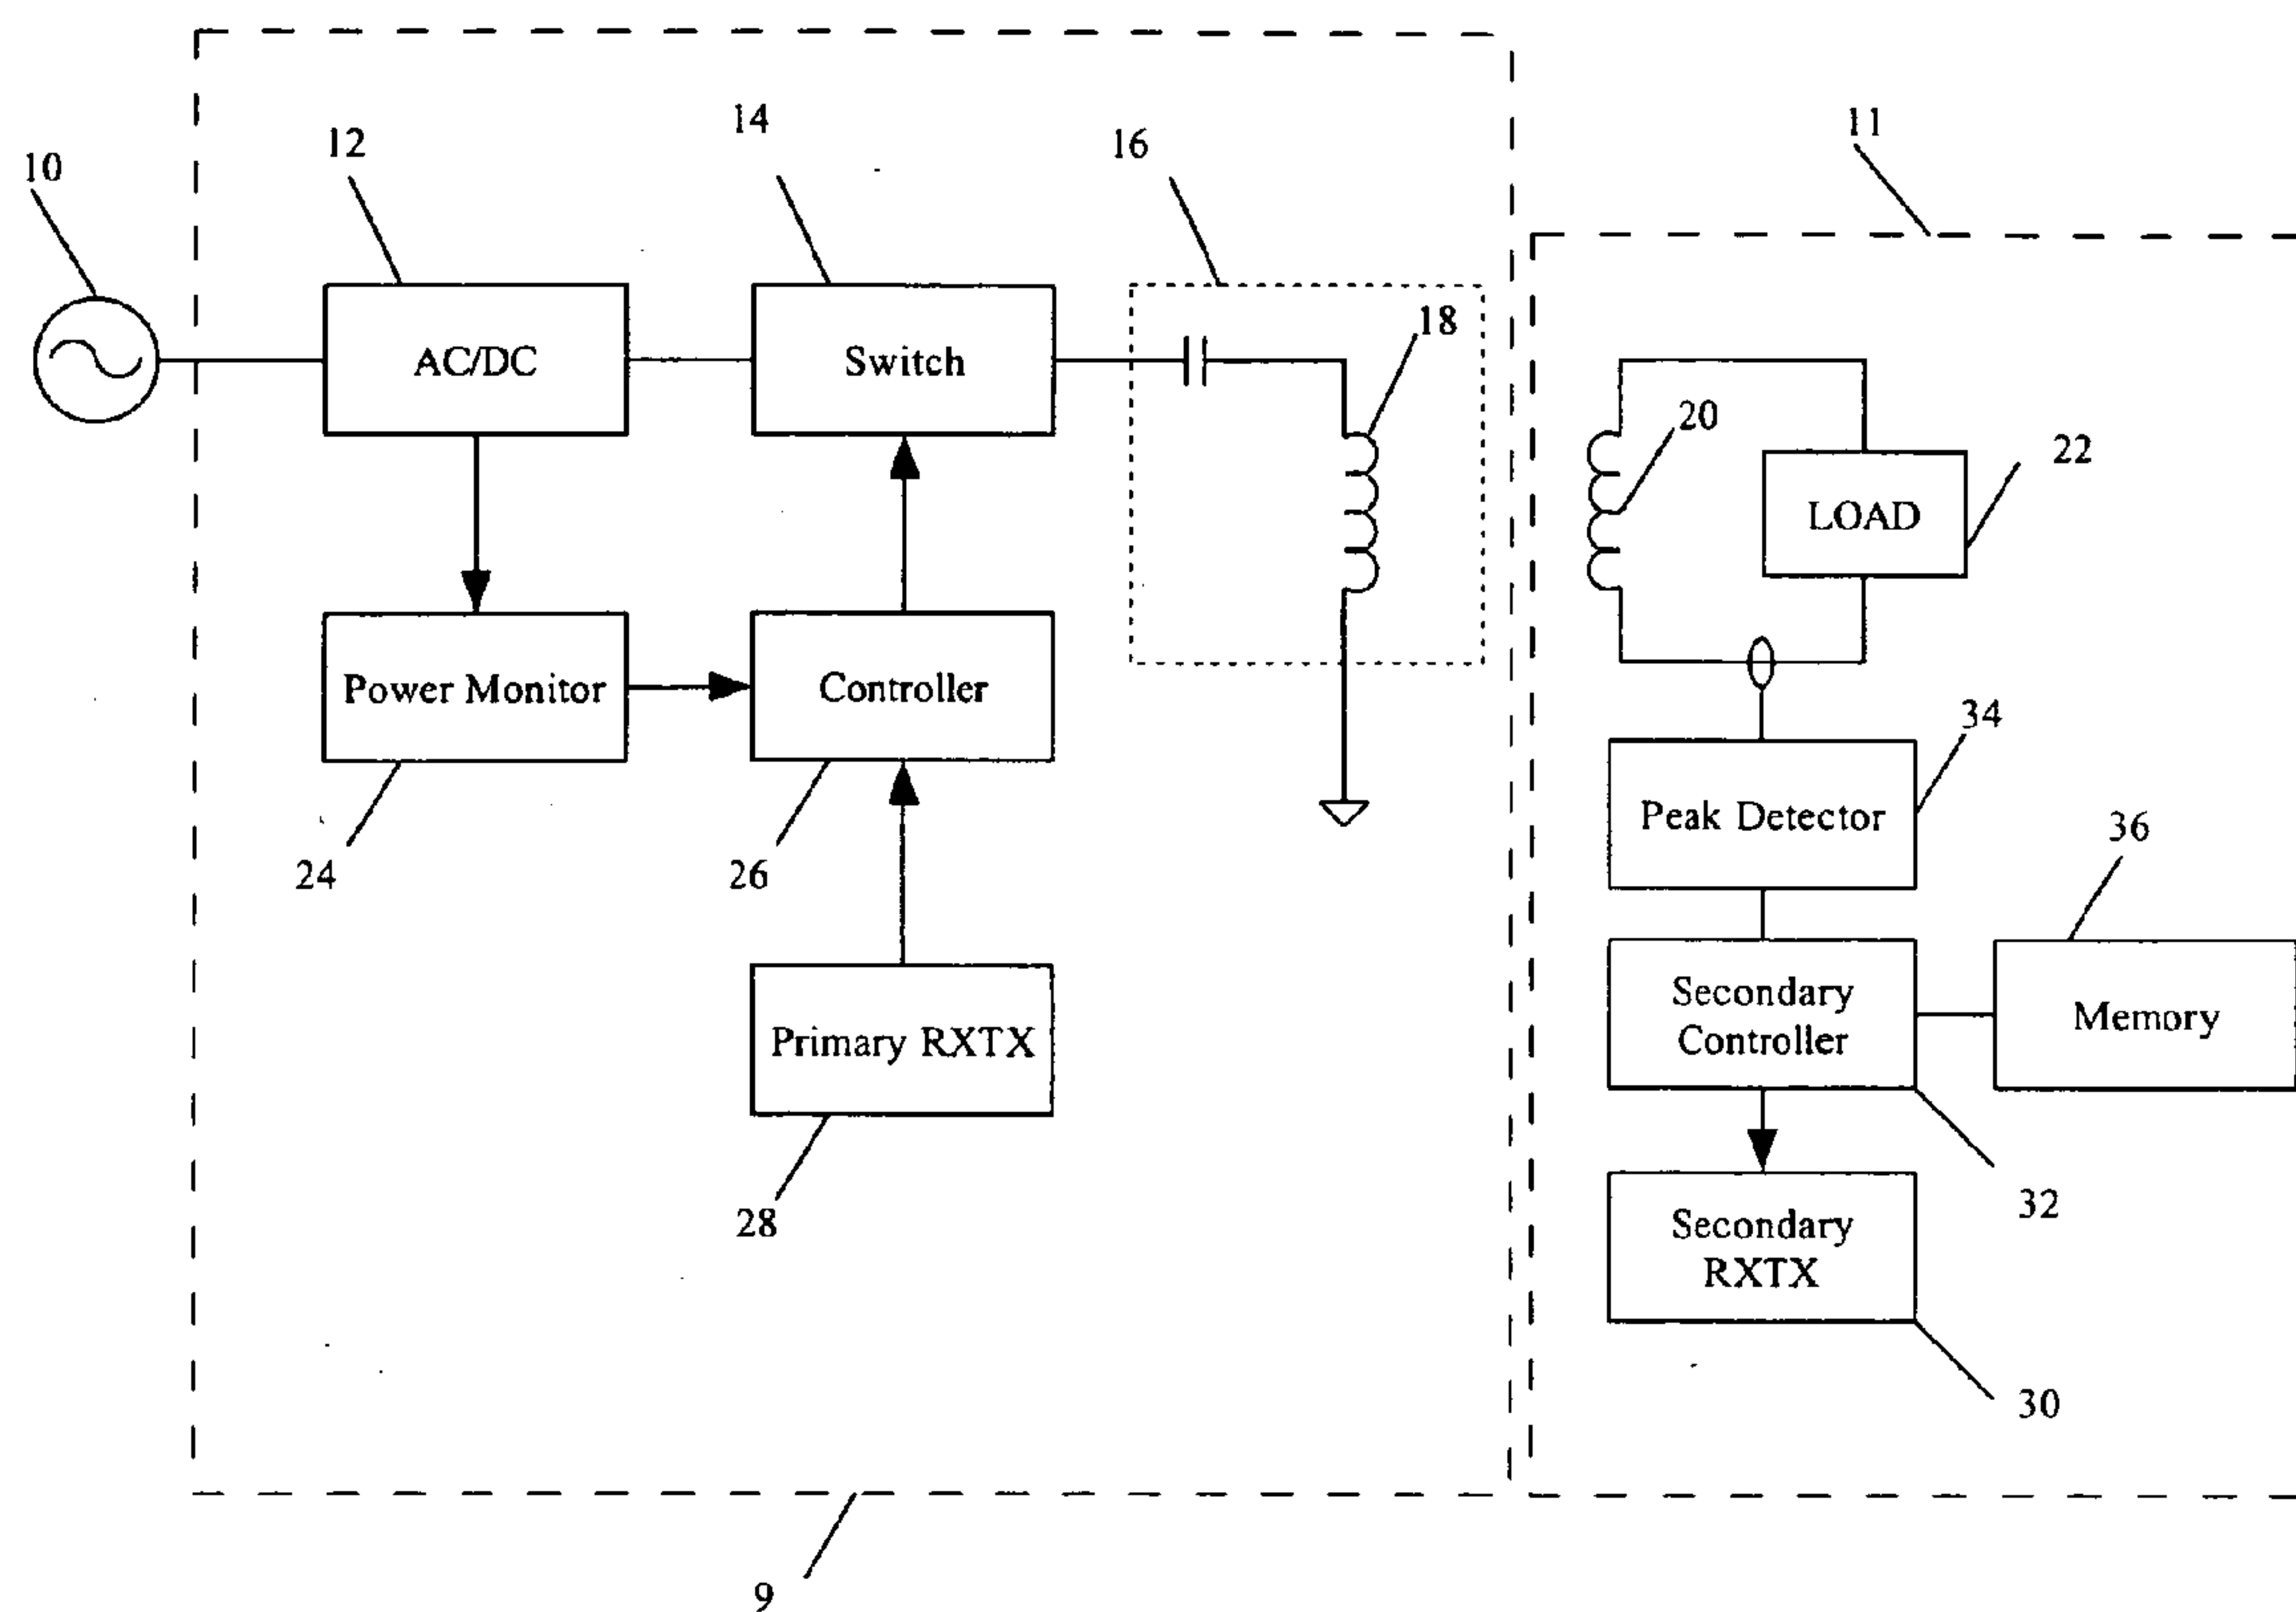 10
12
14
16
11
AC/DC
Switch
18
20
22
LOAD
Power Monitor
Controller
24
26
34
Peak Detector
36
Primary RXTX
28
Secondary
Controller
Memory
32
Secondary
RXTX
30
9